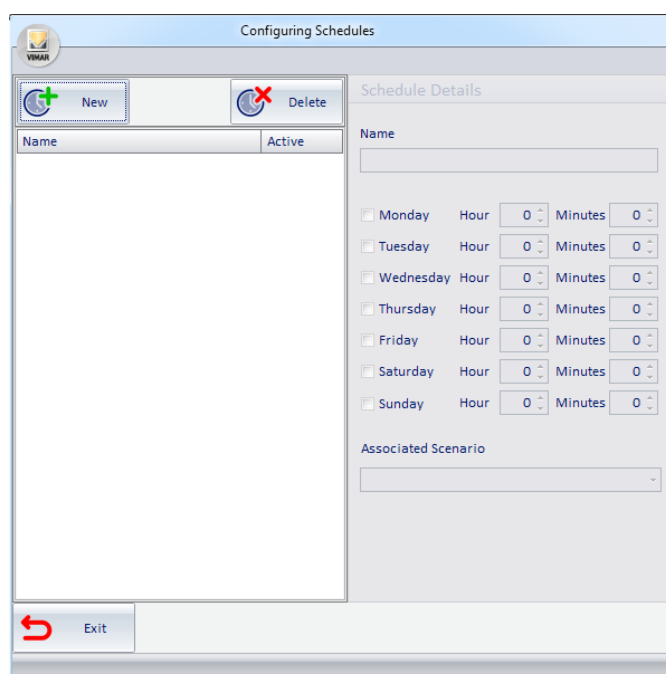 Configuring Schedules
VIMAR
New
Delete
Name
Active
Schedule Details
Name
Monday Hour 0 Minutes 0
Tuesday Hour 0 Minutes 0
Wednesday Hour 0 Minutes 0
Thursday Hour 0 Minutes 0
Friday Hour 0 Minutes 0
Saturday Hour 0 Minutes 0
Sunday Hour 0 Minutes 0
Associated Scenario
Exit